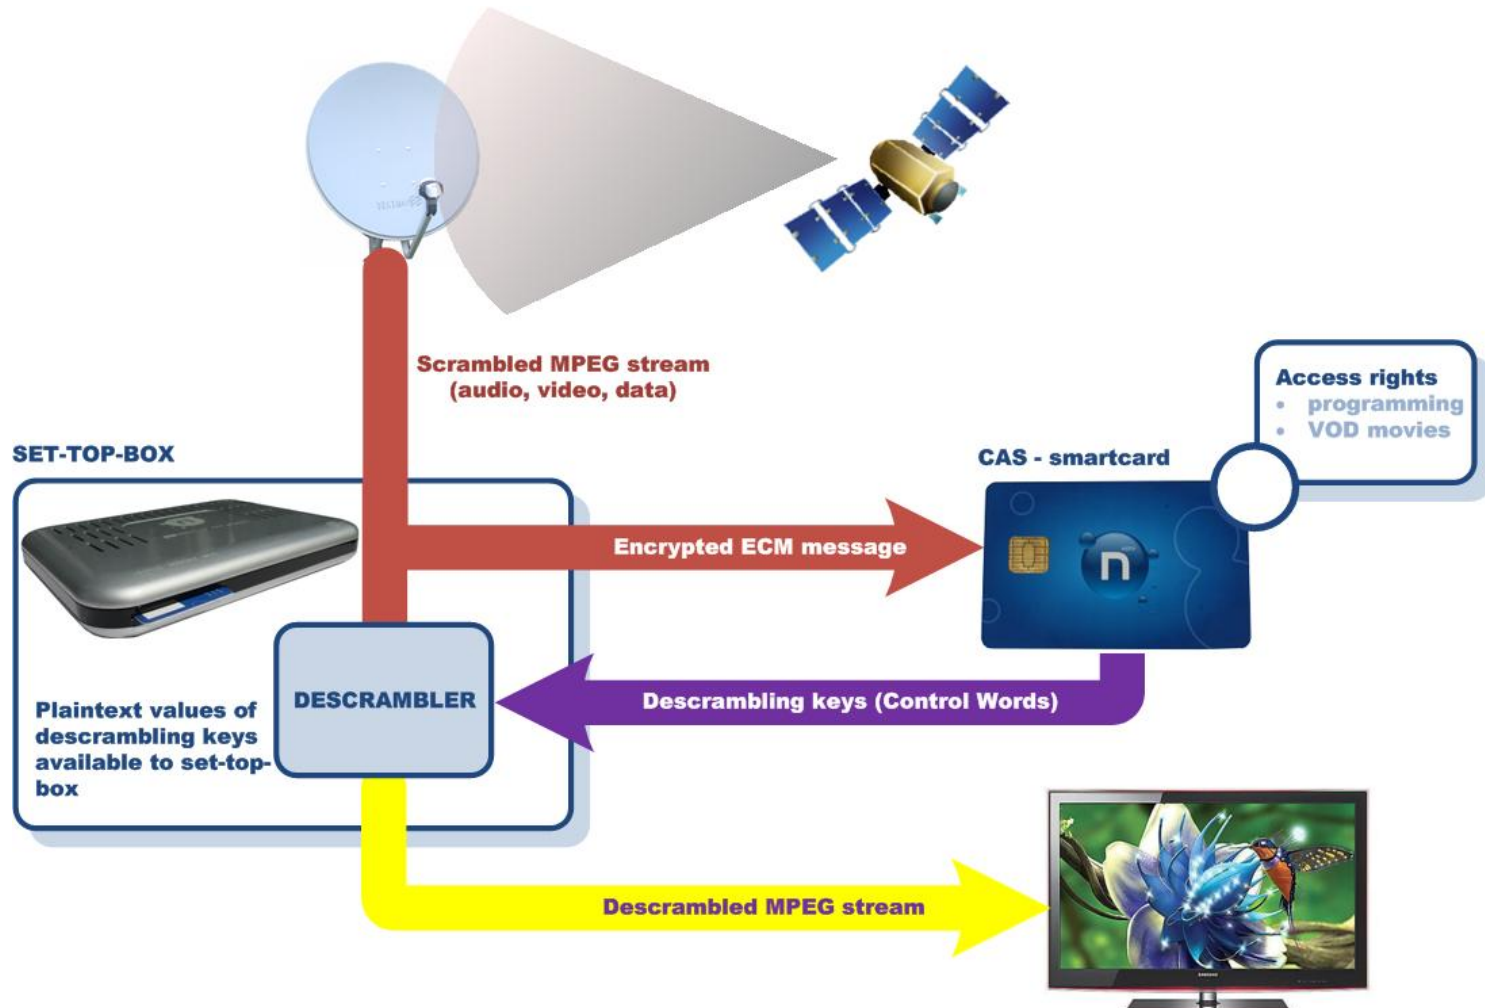 Scrambled MPEG stream
(audio, video, data)
Access rights
• programming
• VOD movies
SET-TOP-BOX
CAS - smartcard
Encrypted ECM message
n
DESCRAMBLER
Descrambling keys (Control Words)
Plaintext values of
descrambling keys
available to set-top-
box
Descrambled MPEG stream
SAMSUNG